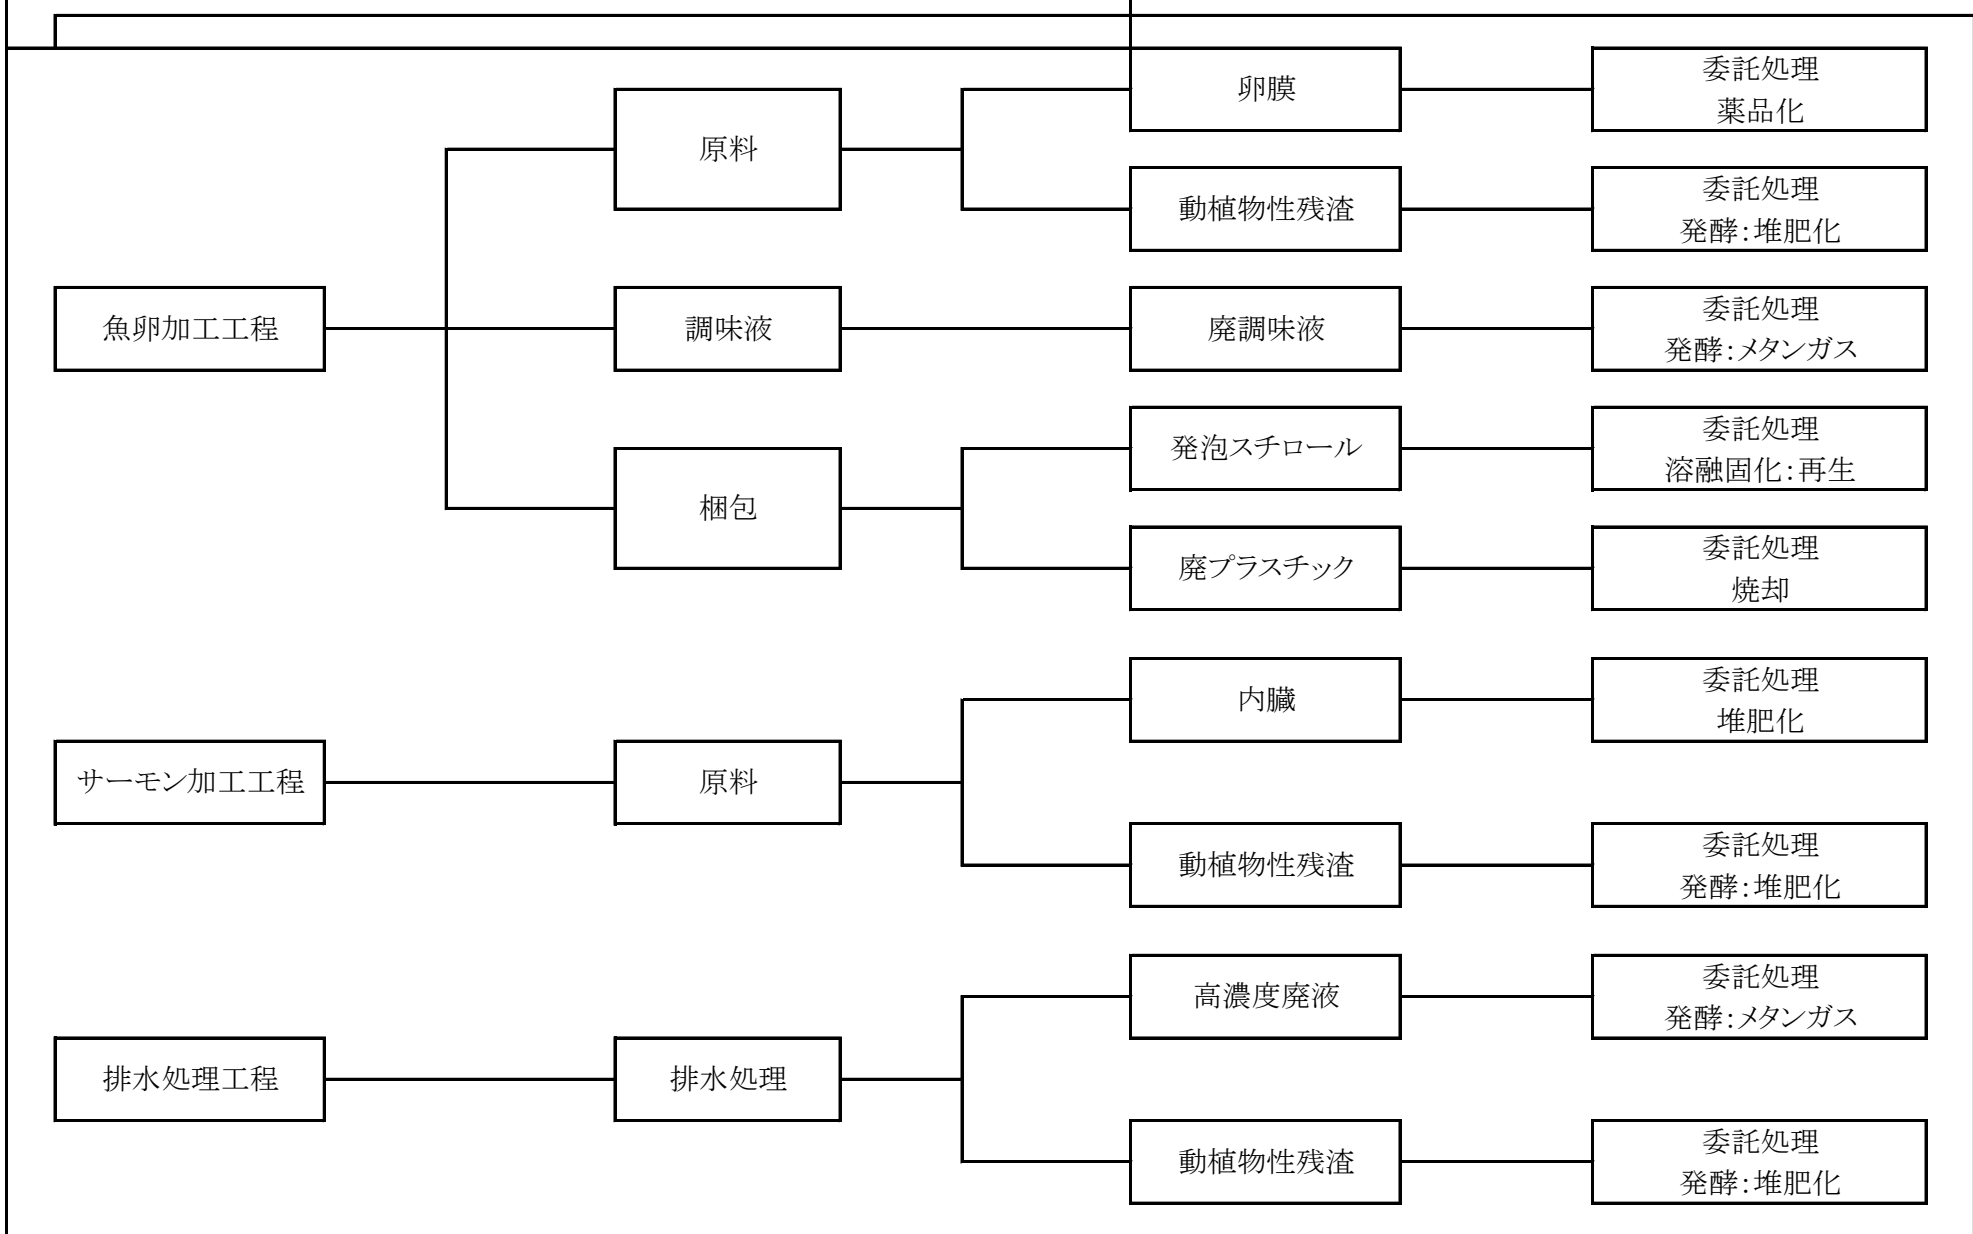 卵膜
委託処理
薬品化
原料
動植物性残渣
委託処理
発酵：堆肥化
魚卵加工工程
調味液
廃調味液
委託処理
発酵：メタンガス
発泡スチロール
委託処理
溶融固化：再生
梱包
廃プラスチック
委託処理
焼却
内臓
委託処理
堆肥化
サーモン加工工程
原料
動植物性残渣
委託処理
発酵：堆肥化
高濃度廃液
委託処理
発酵：メタンガス
排水処理工程
排水処理
動植物性残渣
委託処理
発酵：堆肥化